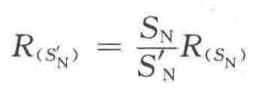 R_{(S'_N)} = \frac{S_N}{S'_N} R_{(S_N)}